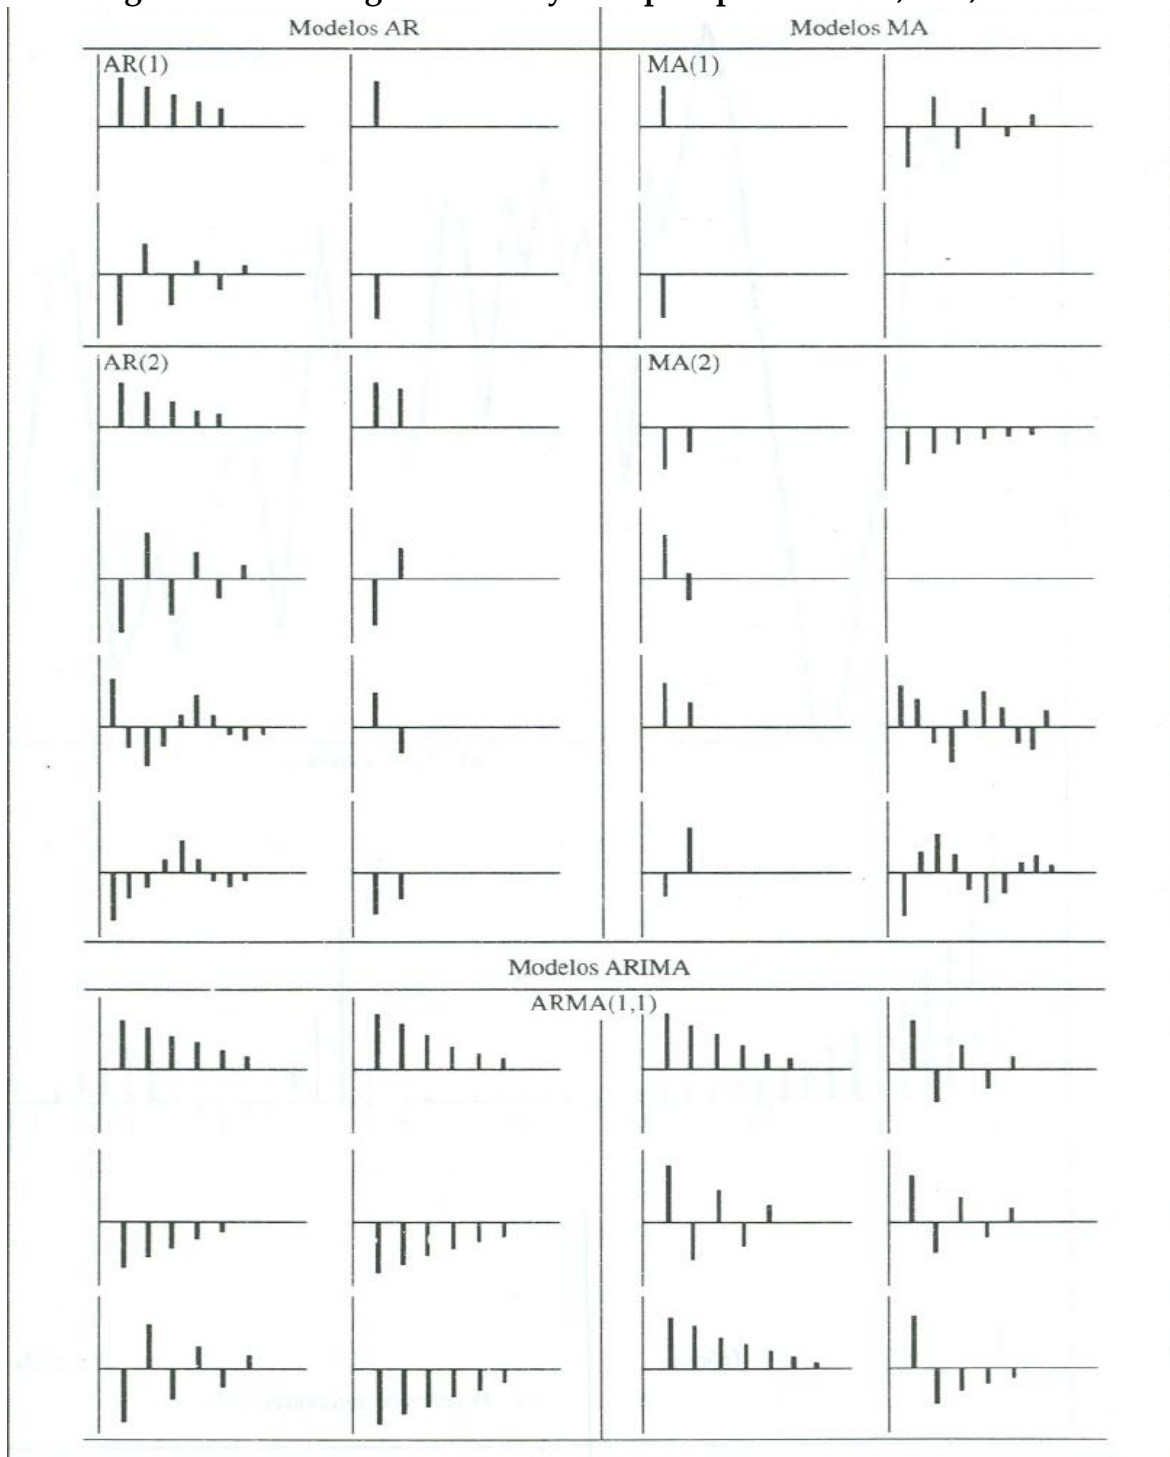 Modelos AR
Modelos MA
AR(1)
MA(1)
AR(2)
MA(2)
Modelos ARIMA
ARMA(1,1)